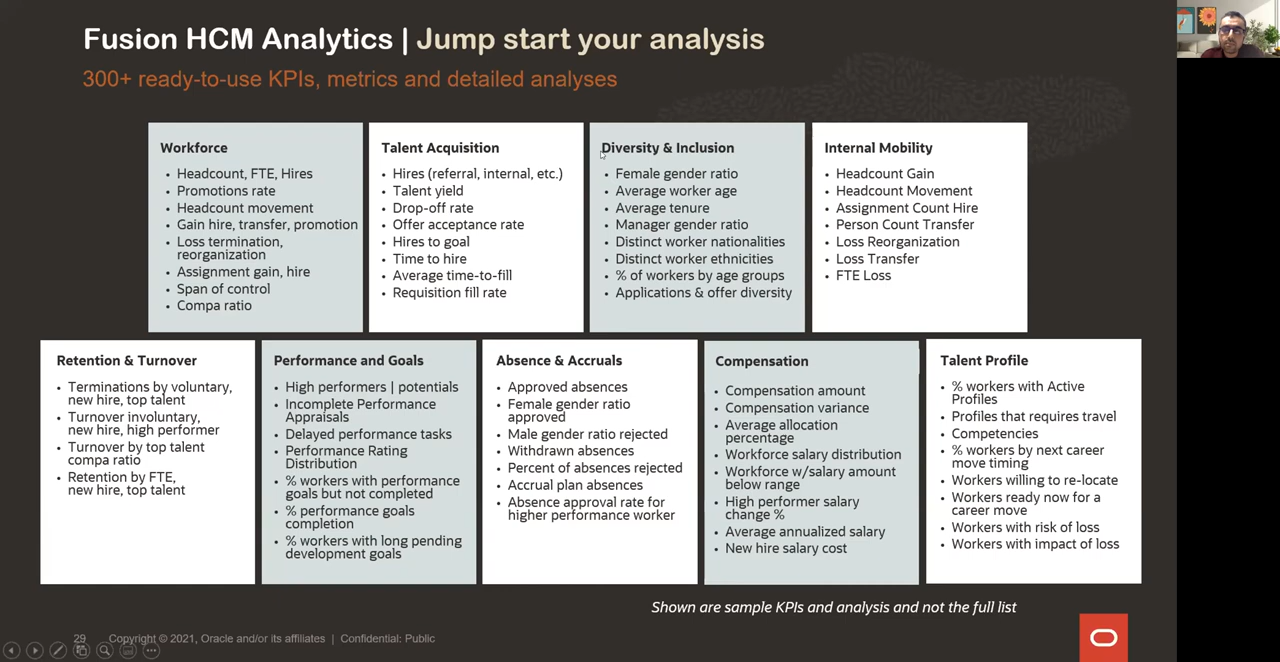 Fusion HCM Analytics | Jump start your analysis
300+ ready-to-use KPIs, metrics and detailed analyses
Workforce
• Headcount, FTE, Hires
• Promotions rate
• Headcount movement
• Gain hire, transfer, promotion
• Loss termination,
reorganization
• Assignment gain, hire
• Span of control
• Compa ratio
Talent Acquisition
• Hires (referral, internal, etc.)
• Talent yield
• Drop-off rate
• Offer acceptance rate
• Hires to goal
• Time to hire
• Average time-to-fill
• Requisition fill rate
Diversity & Inclusion
• Female gender ratio
• Average worker age
• Average tenure
• Manager gender ratio
• Distinct worker nationalities
• Distinct worker ethnicities
• % of workers by age groups
• Applications & offer diversity
Internal Mobility
• Headcount Gain
• Headcount Movement
• Assignment Count Hire
• Person Count Transfer
• Loss Reorganization
• Loss Transfer
• FTE Loss
Retention & Turnover
• Terminations by voluntary,
new hire, top talent
• Turnover involuntary,
new hire, high performer
• Turnover by top talent
compa ratio
• Retention by FTE,
new hire, top talent
Performance and Goals
• High performers | potentials
• Incomplete Performance
Appraisals
• Delayed performance tasks
• Performance Rating
Distribution
• % workers with performance
goals but not completed
• % performance goals
completion
• % workers with long pending
development goals
Absence & Accruals
• Approved absences
• Female gender ratio
approved
• Male gender ratio rejected
• Withdrawn absences
• Percent of absences rejected
• Accrual plan absences
• Absence approval rate for
higher performance worker
Compensation
• Compensation amount
• Compensation variance
• Average allocation
percentage
• Workforce salary distribution
• Workforce w/salary amount
below range
• High performer salary
change %
• Average annualized salary
• New hire salary cost
Talent Profile
• % workers with Active
Profiles
• Profiles that requires travel
• Competencies
• % workers by next career
move timing
• Workers willing to re-locate
• Workers ready now for a
career move
• Workers with risk of loss
• Workers with impact of loss
Shown are sample KPIs and analysis and not the full list
29 Copyright © 2021, Oracle and/or its affiliates | Confidential: Public